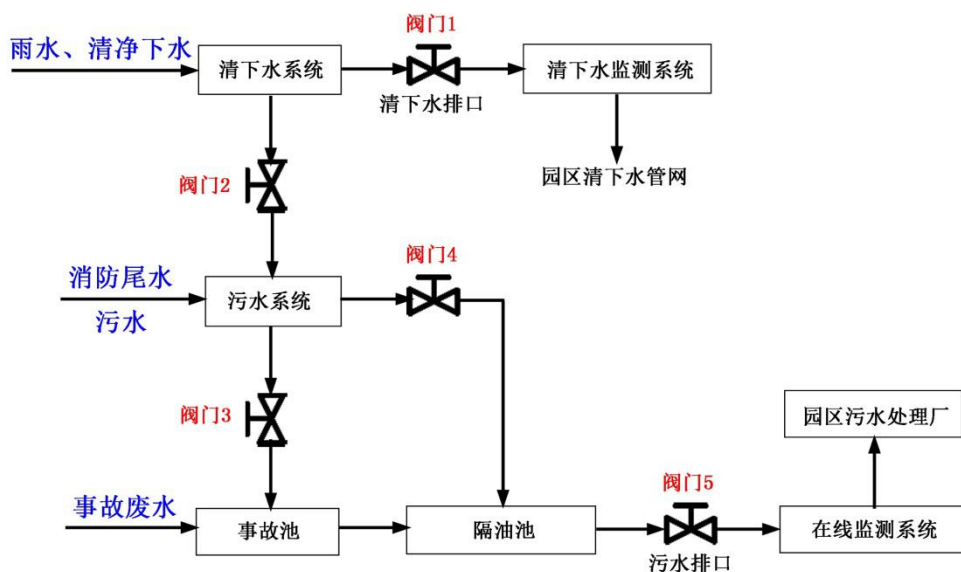 阀门1
雨水、清净下水
清下水系统
清下水监测系统
清下水排口
阀门2
园区清下水管网
阀门4
消防尾水
污水系统
污水
阀门3
园区污水处理厂
阀门5
事故废水
事故池
隔油池
在线监测系统
污水排口